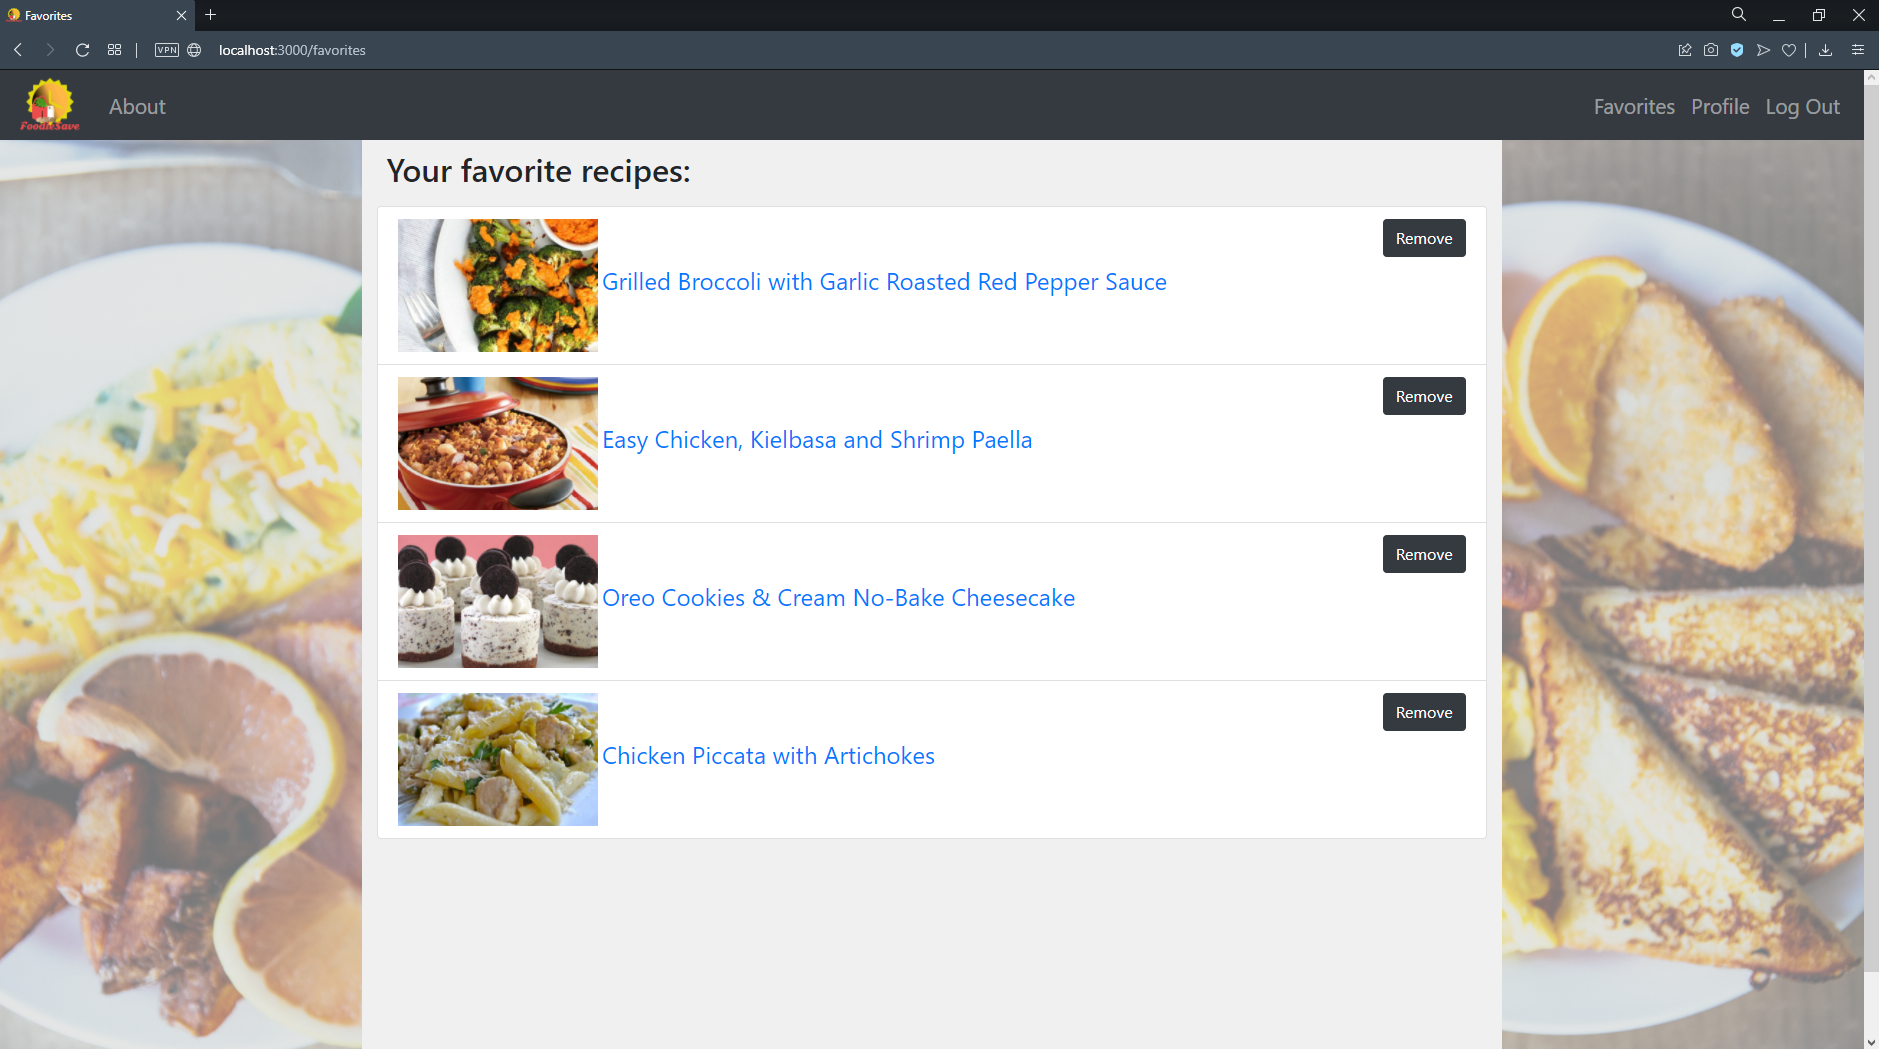 Favorites
VPN
localhost:3000/favorites
FoodieSave
About
Favorites
Profile
Log Out
Your favorite recipes:
Grilled Broccoli with Garlic Roasted Red Pepper Sauce
Remove
Easy Chicken, Kielbasa and Shrimp Paella
Remove
Oreo Cookies & Cream No-Bake Cheesecake
Remove
Chicken Piccata with Artichokes
Remove